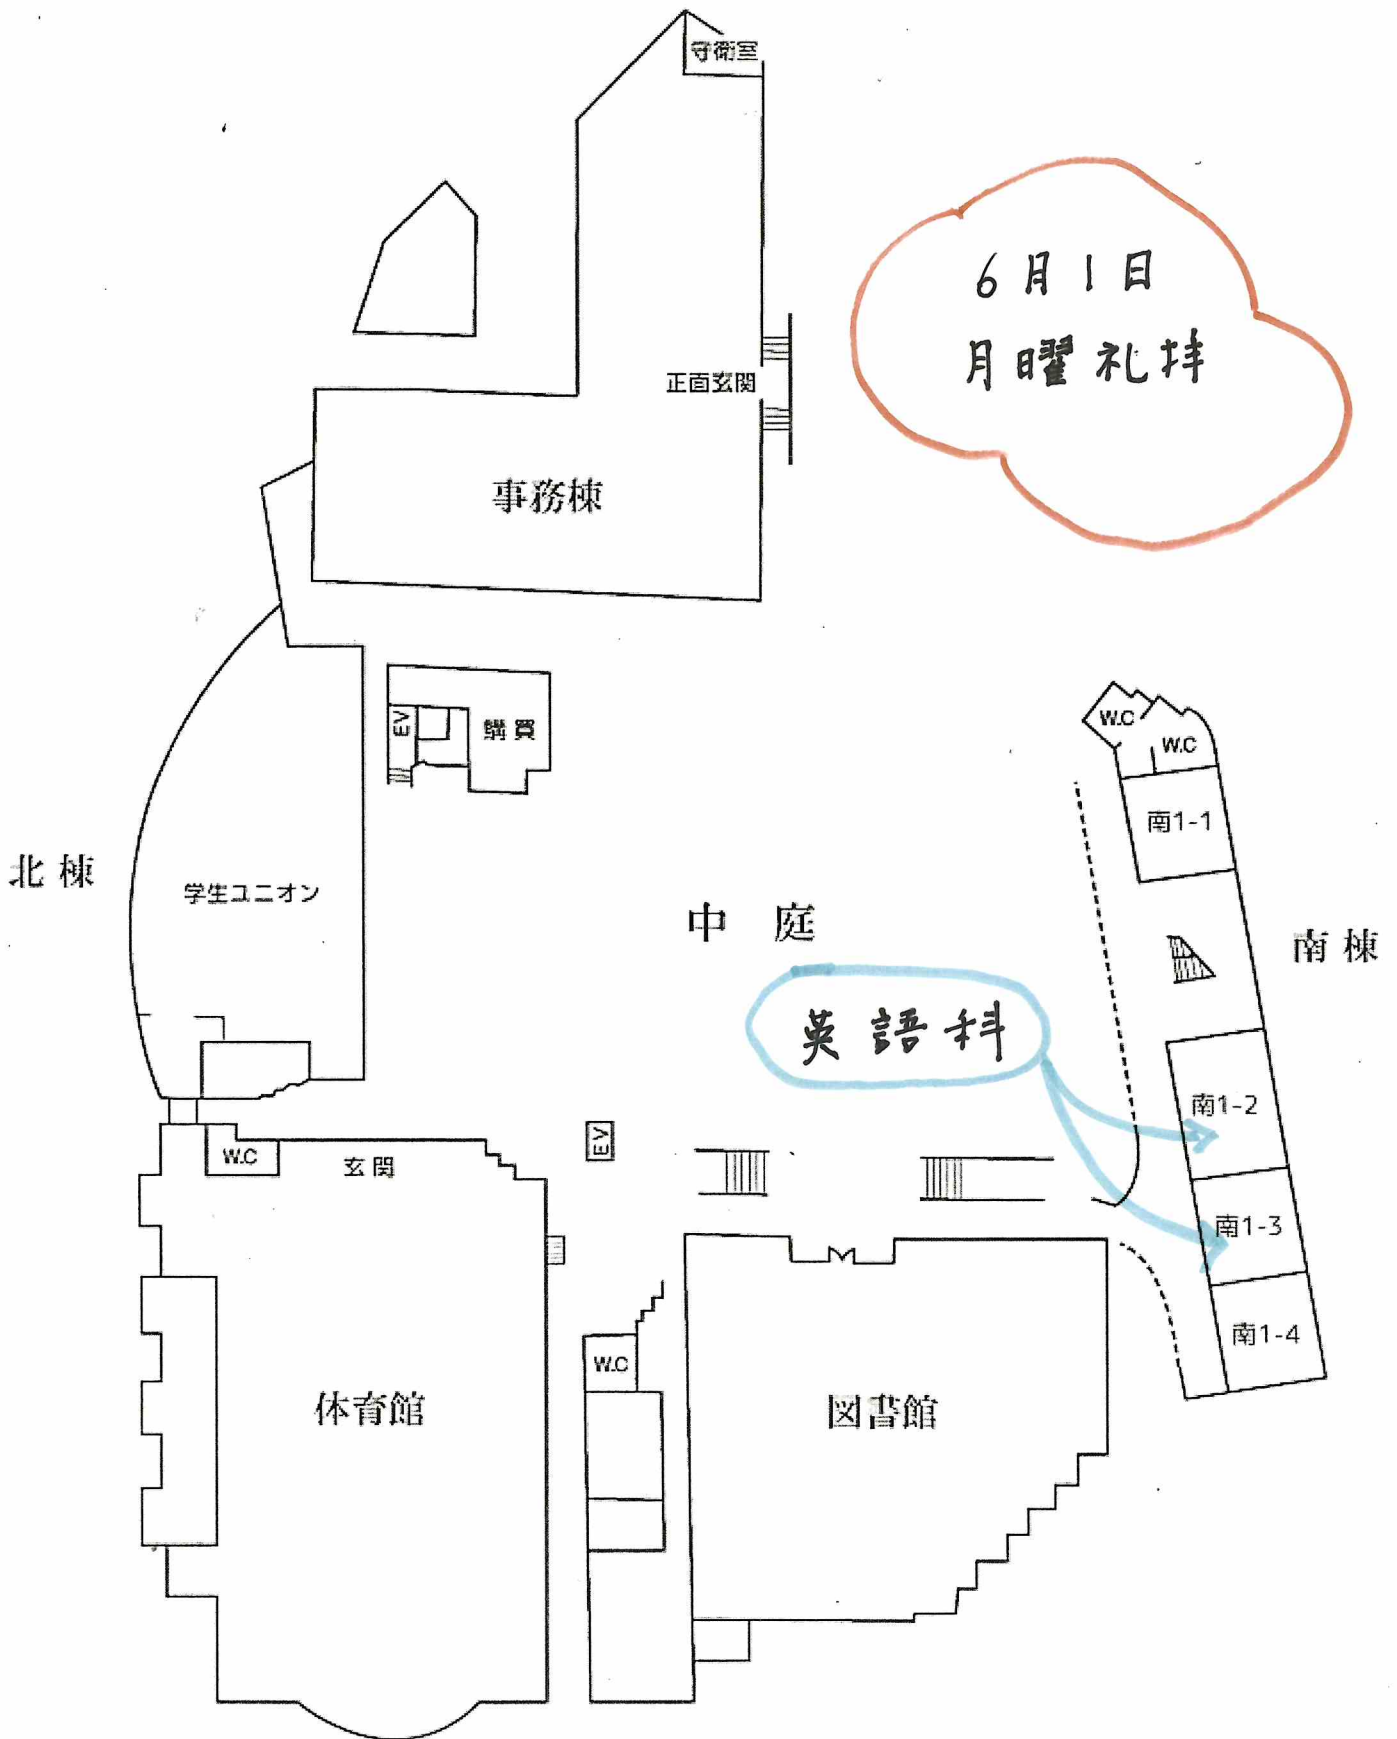 守衛室
6月1日
月曜礼拝
正面玄関
事務棟
EV
購買
W.C
W.C
南1-1
北棟
学生ユニオン
中庭
南棟
英語科
南1-2
EV
W.C
玄関
南1-3
南1-4
W.C
体育館
図書館